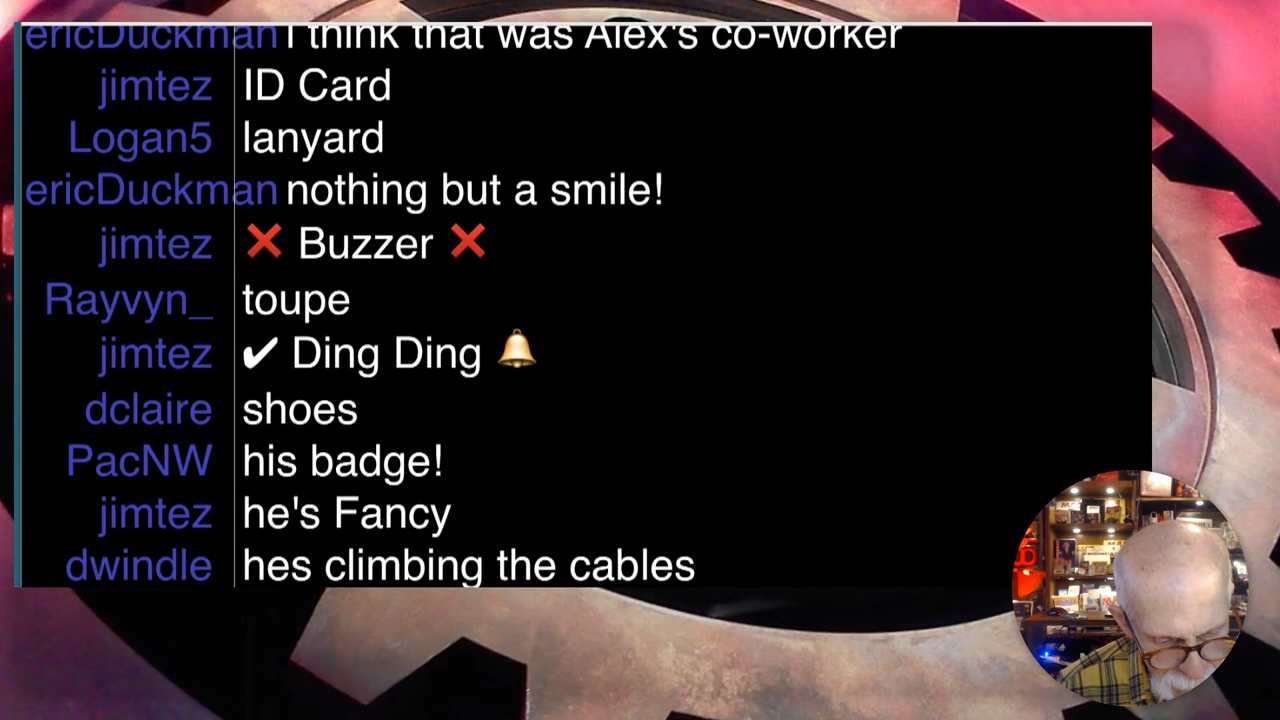 ericDuckman I think that was Alex's co-worker
jimtez ID Card
Logan5 lanyard
ericDuckman nothing but a smile!
jimtez ❌ Buzzer ❌
Rayvyn_ toupe
jimtez ✔ Ding Ding 🔔
dclaire shoes
PacNW his badge!
jimtez he's Fancy
dwindle hes climbing the cables